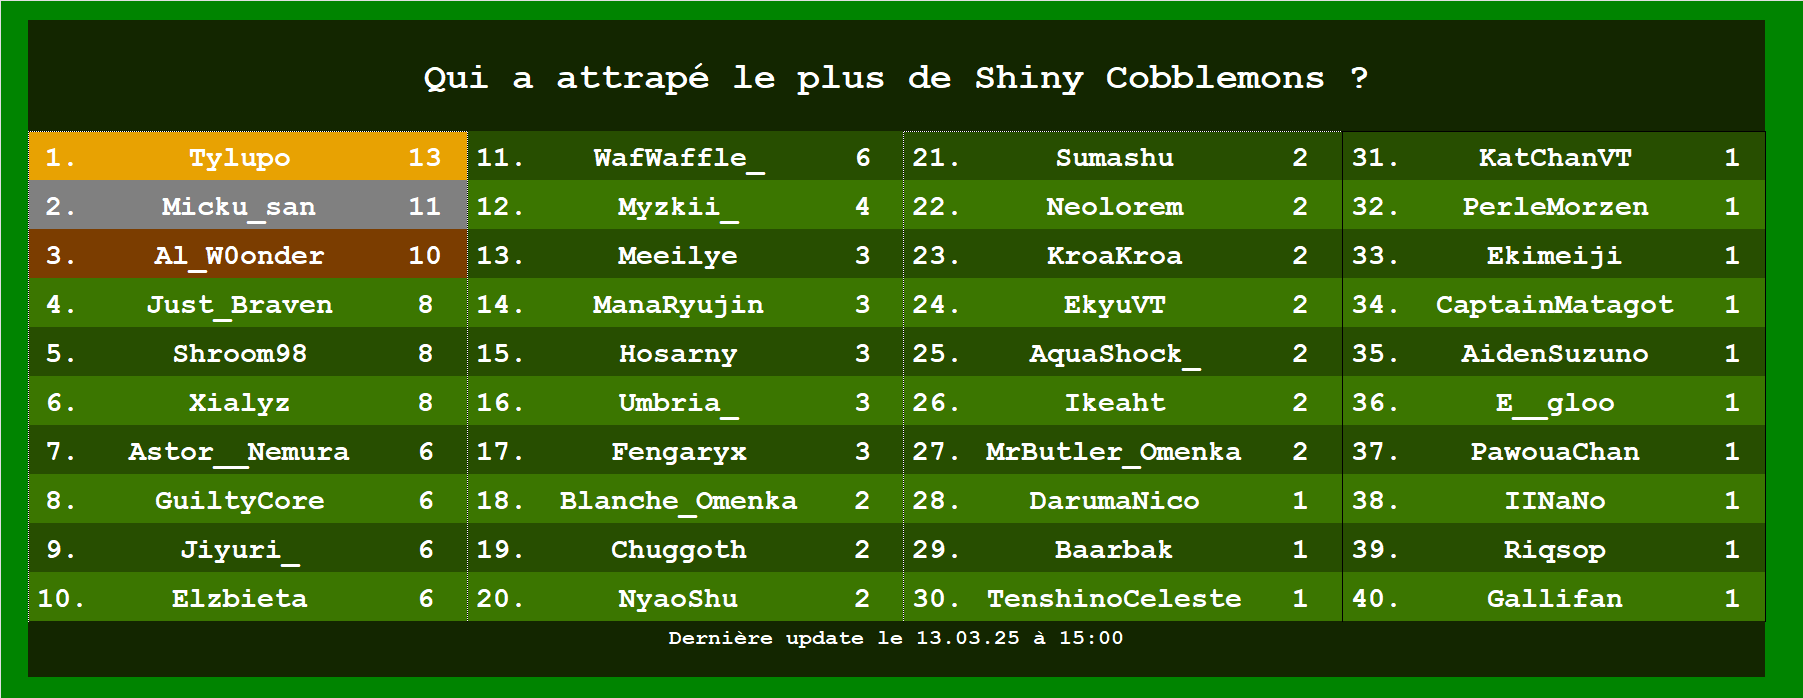 Qui a attrapé le plus de Shiny Cobblemons ?
1. Tylupo 13
2. Micku_san 11
3. Al_W0onder 10
4. Just_Braven 8
5. Shroom98 8
6. Xialyz 8
7. Astor__Nemura 6
8. GuiltyCore 6
9. Jiyuri_ 6
10. Elzbieta 6
11. WafWaffle_ 6
12. Myzkii_ 4
13. Meeilye 3
14. ManaRyujin 3
15. Hosarny 3
16. Umbria_ 3
17. Fengaryx 3
18. Blanche_Omenka 2
19. Chuggoth 2
20. NyaoShu 2
21. Sumashu 2
22. Neolorem 2
23. KroaKroa 2
24. EkyuVT 2
25. AquaShock_ 2
26. Ikeaht 2
27. MrButler_Omenka 2
28. DarumaNico 1
29. Baarbak 1
30. TenshinoCeleste 1
31. KatChanVT 1
32. PerleMorzen 1
33. Ekimeiji 1
34. CaptainMatagot 1
35. AidenSuzuno 1
36. E__gloo 1
37. PawouaChan 1
38. IINaNo 1
39. Riqsop 1
40. Gallifan 1
Dernière update le 13.03.25 à 15:00